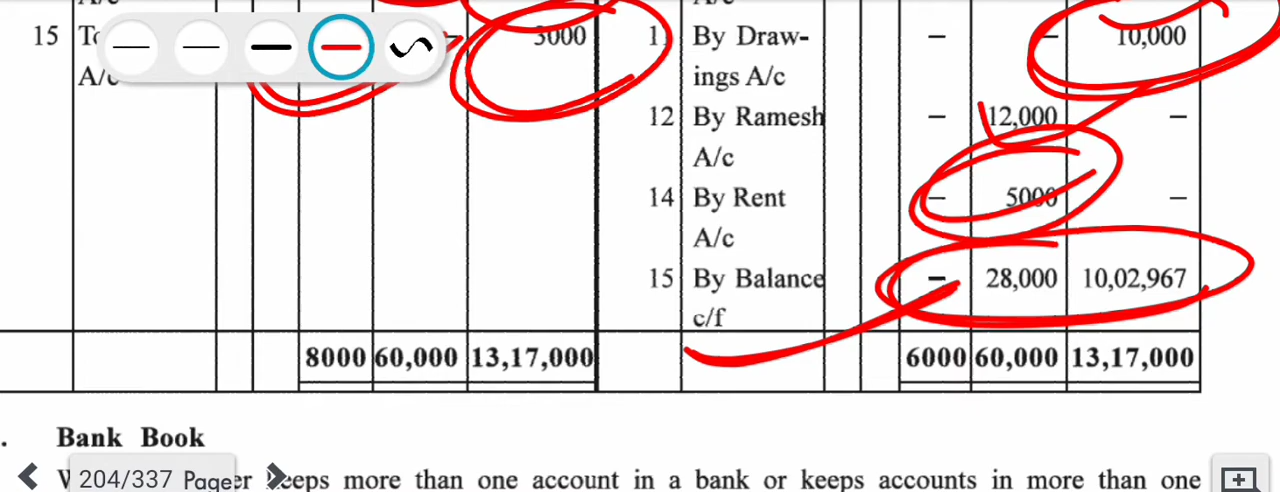 15 To – 3000 1 By Draw- – – 10,000
A/c ings A/c
12 By Ramesh – 12,000 –
A/c
14 By Rent – 5000 –
A/c
15 By Balance – 28,000 10,02,967
c/f
8000 60,000 13,17,000 6000 60,000 13,17,000
. Bank Book
204/337 Page
keeps more than one account in a bank or keeps accounts in more than one